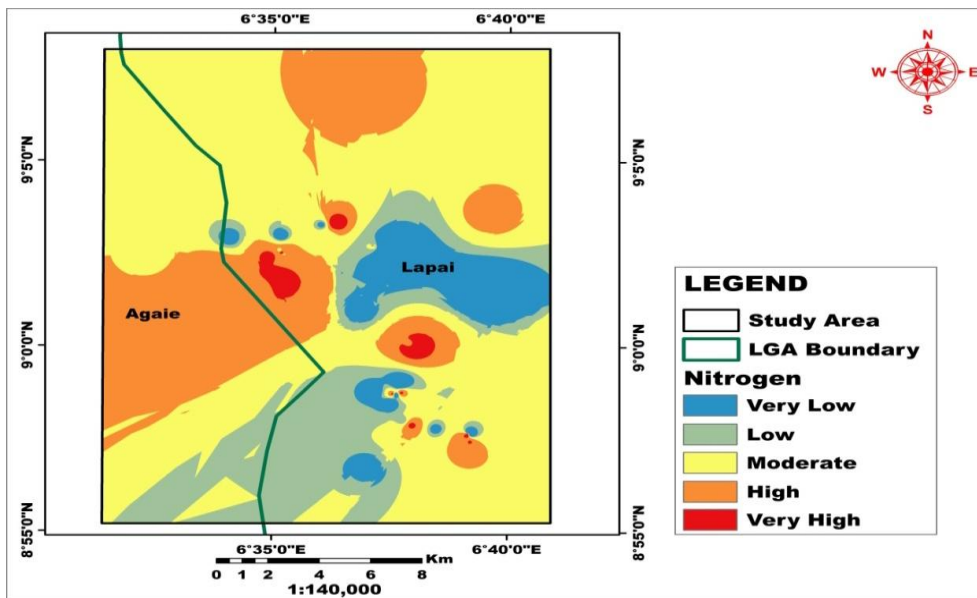 6°35'0"E 6°40'0"E
N
W E
S
9°5'0"N 9°5'0"N
Lapai
Agaie
9°0'0"N 9°0'0"N
LEGEND
Study Area
LGA Boundary
Nitrogen
Very Low
Low
Moderate
High
Very High
8°55'0"N 8°55'0"N
6°35'0"E 6°40'0"E
Km
0 1 2 4 6 8
1:140,000